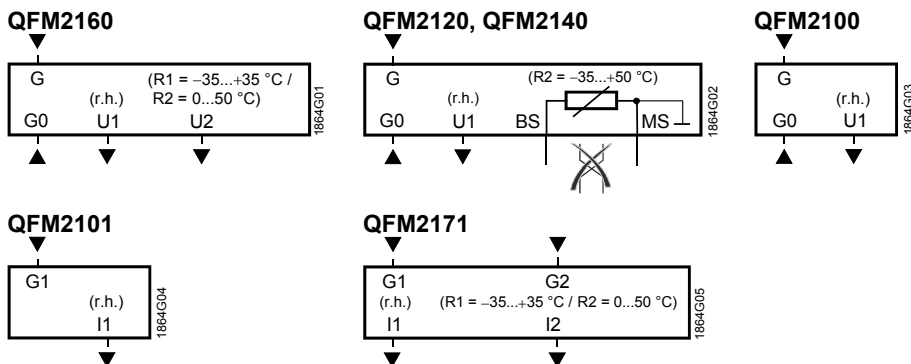 QFM2160
G (R1 = −35...+35 °C /
R2 = 0...50 °C)
(r.h.)
G0 U1 U2
1864G01
QFM2120, QFM2140
G (R2 = −35...+50 °C)
(r.h.)
G0 U1 BS MS
1864G02
QFM2100
G
(r.h.)
G0 U1
1864G03
QFM2101
G1
(r.h.)
I1
1864G04
QFM2171
G1 G2
(r.h.) (R1 = −35...+35 °C / R2 = 0...50 °C)
I1 I2
1864G05